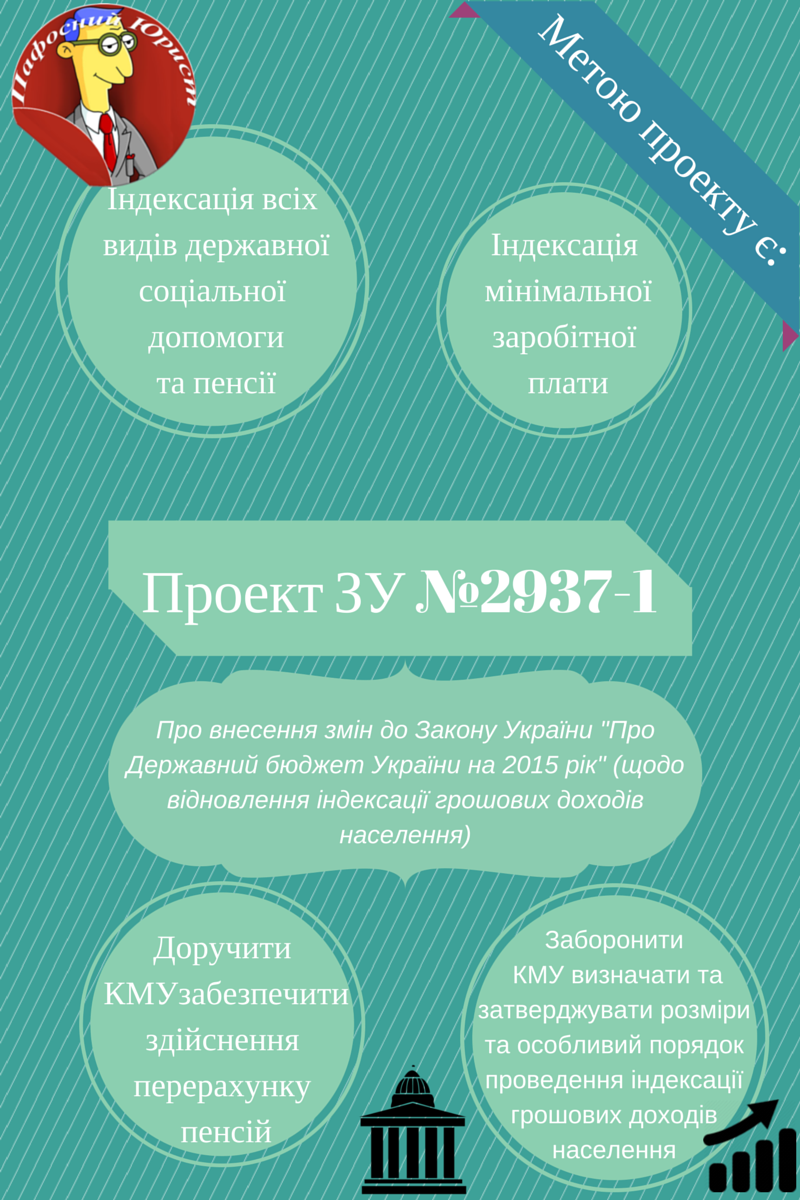 Пафосний Юрист
Метою проекту є:
Індексація всіх
видів державної
соціальної
допомоги
та пенсії
Індексація
мінімальної
заробітної
плати
Проект ЗУ №2937-1
Про внесення змін до Закону України "Про
Державний бюджет України на 2015 рік" (щодо
відновлення індексації грошових доходів
населення)
Доручити
КМУзабезпечити
здійснення
перерахунку
пенсій
Заборонити
КМУ визначати та
затверджувати розміри
та особливий порядок
проведення індексації
грошових доходів
населення